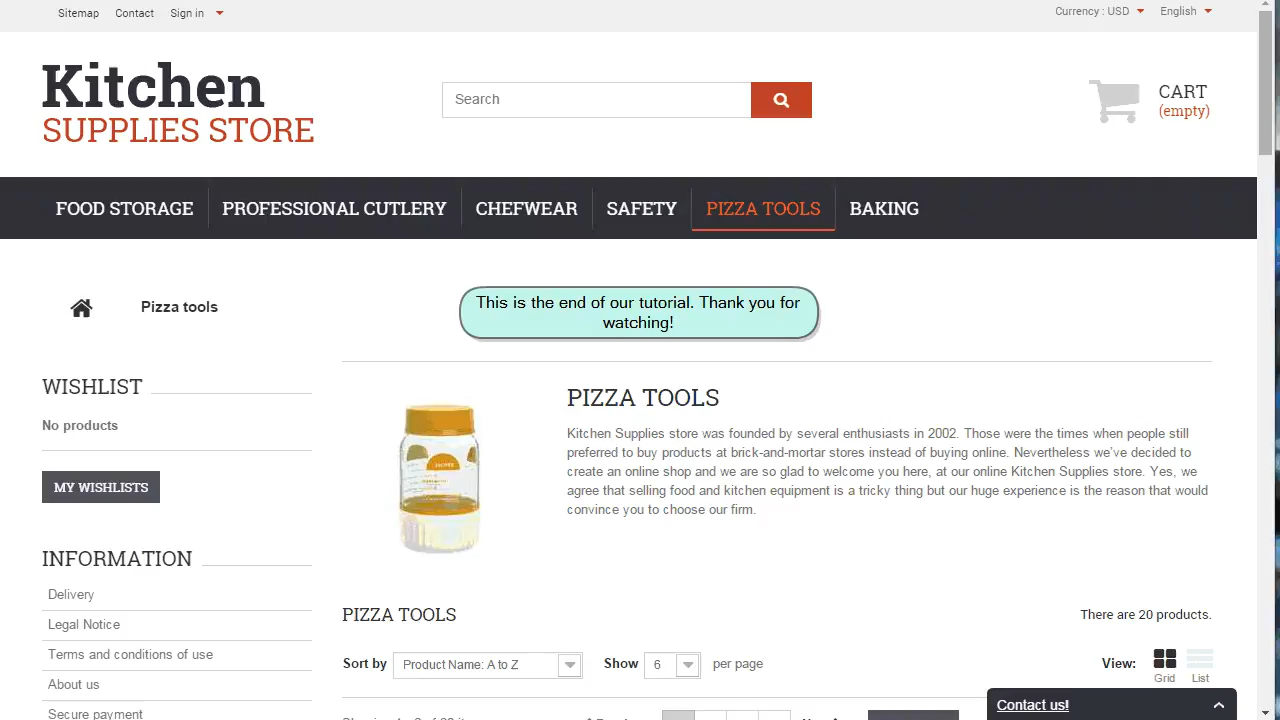 Sitemap Contact Sign in
Currency : USD English
Kitchen
SUPPLIES STORE
Search
CART
(empty)
FOOD STORAGE PROFESSIONAL CUTLERY CHEFWEAR SAFETY PIZZA TOOLS BAKING
Pizza tools
This is the end of our tutorial. Thank you for
watching!
WISHLIST
No products
MY WISHLISTS
INFORMATION
Delivery
Legal Notice
Terms and conditions of use
About us
Secure payment
PIZZA TOOLS
Kitchen Supplies store was founded by several enthusiasts in 2002. Those were the times when people still
preferred to buy products at brick-and-mortar stores instead of buying online. Nevertheless we've decided to
create an online shop and we are so glad to welcome you here, at our online Kitchen Supplies store. Yes, we
agree that selling food and kitchen equipment is a tricky thing but our huge experience is the reason that would
convince you to choose our firm.
PIZZA TOOLS
There are 20 products.
Sort by Product Name: A to Z Show 6 per page View:
Grid List
Contact us!